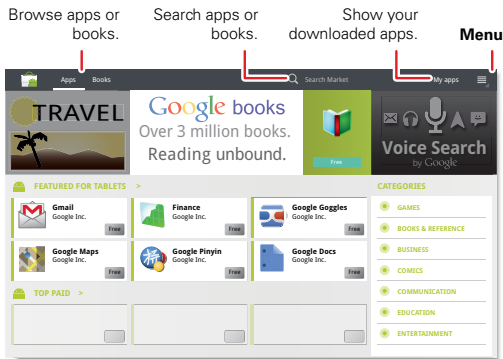 Browse apps or
books.
Search apps or
books.
Show your
downloaded apps.
Menu
Apps
Books
Search Market
My apps
TRAVEL
Google books
Over 3 million books.
Reading unbound.
Free
Voice Search
by Google
FEATURED FOR TABLETS >
CATEGORIES
Gmail
Google Inc.
Free
Finance
Google Inc.
Free
Google Goggles
Google Inc.
Free
Google Maps
Google Inc.
Free
Google Pinyin
Google Inc.
Free
Google Docs
Google Inc.
Free
TOP PAID >
GAMES
BOOKS & REFERENCE
BUSINESS
COMICS
COMMUNICATION
EDUCATION
ENTERTAINMENT